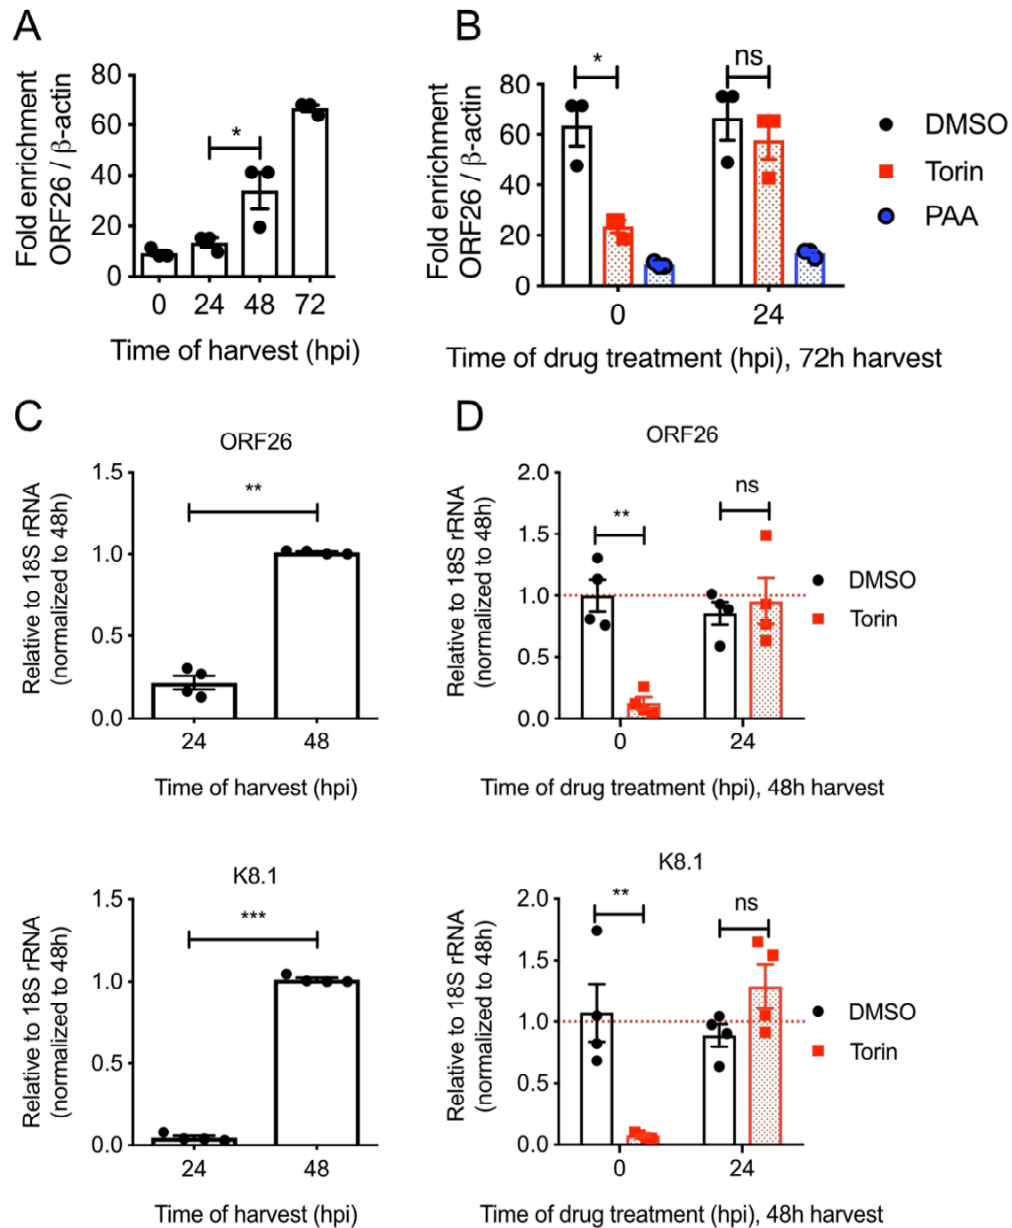 A
Fold enrichment
ORF26 / β-actin
80
60
40
20
0
*
0 24 48 72
Time of harvest (hpi)
B
Fold enrichment
ORF26 / β-actin
80
60
40
20
0
*
ns
0 24
Time of drug treatment (hpi), 72h harvest
DMSO
Torin
PAA
C
ORF26
Relative to 18S rRNA
(normalized to 48h)
1.5
1.0
0.5
0.0
**
24 48
Time of harvest (hpi)
D
ORF26
Relative to 18S rRNA
(normalized to 48h)
2.0
1.5
1.0
0.5
0.0
**
ns
0 24
Time of drug treatment (hpi), 48h harvest
DMSO
Torin
K8.1
Relative to 18S rRNA
(normalized to 48h)
1.5
1.0
0.5
0.0
***
24 48
Time of harvest (hpi)
K8.1
Relative to 18S rRNA
(normalized to 48h)
2.0
1.5
1.0
0.5
0.0
**
ns
0 24
Time of drug treatment (hpi), 48h harvest
DMSO
Torin